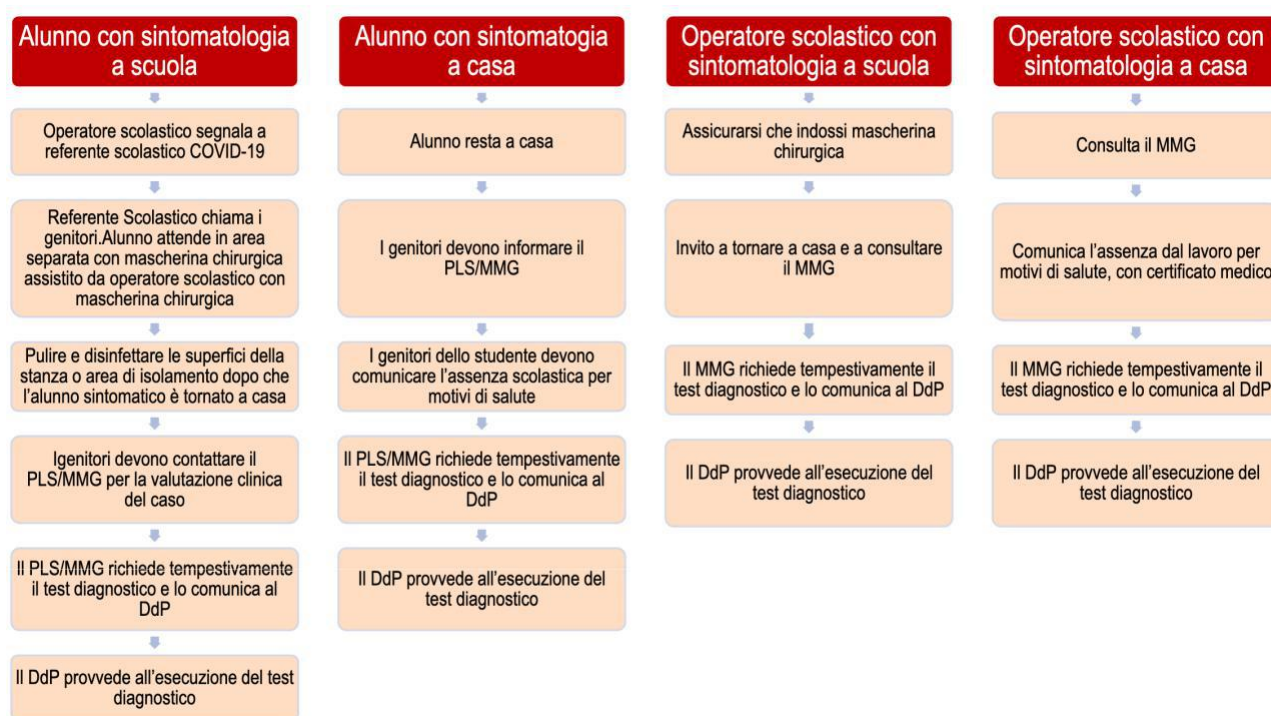 Alunno con sintomatologia
a scuola
Operatore scolastico segnala a
referente scolastico COVID-19
Referente Scolastico chiama i
genitori.Alunno attende in area
separata con mascherina chirurgica
assistito da operatore scolastico con
mascherina chirurgica
Pulire e disinfettare le superfici della
stanza o area di isolamento dopo che
l'alunno sintomatico è tornato a casa
Igenitori devono contattare il
PLS/MMG per la valutazione clinica
del caso
Il PLS/MMG richiede tempestivamente
il test diagnostico e lo comunica al
DdP
Il DdP provvede all'esecuzione del test
diagnostico
Alunno con sintomatogia
a casa
Alunno resta a casa
I genitori devono informare il
PLS/MMG
I genitori dello studente devono
comunicare l'assenza scolastica per
motivi di salute
Il PLS/MMG richiede tempestivamente
il test diagnostico e lo comunica al
DdP
Il DdP provvede all'esecuzione del
test diagnostico
Operatore scolastico con
sintomatologia a scuola
Assicurarsi che indossi mascherina
chirurgica
Invito a tornare a casa e a consultare
il MMG
Il MMG richiede tempestivamente il
test diagnostico e lo comunica al DdP
Il DdP provvede all'esecuzione del
test diagnostico
Operatore scolastico con
sintomatologia a casa
Consulta il MMG
Comunica l'assenza dal lavoro per
motivi di salute, con certificato medico
Il MMG richiede tempestivamente il
test diagnostico e lo comunica al DdP
Il DdP provvede all'esecuzione del
test diagnostico